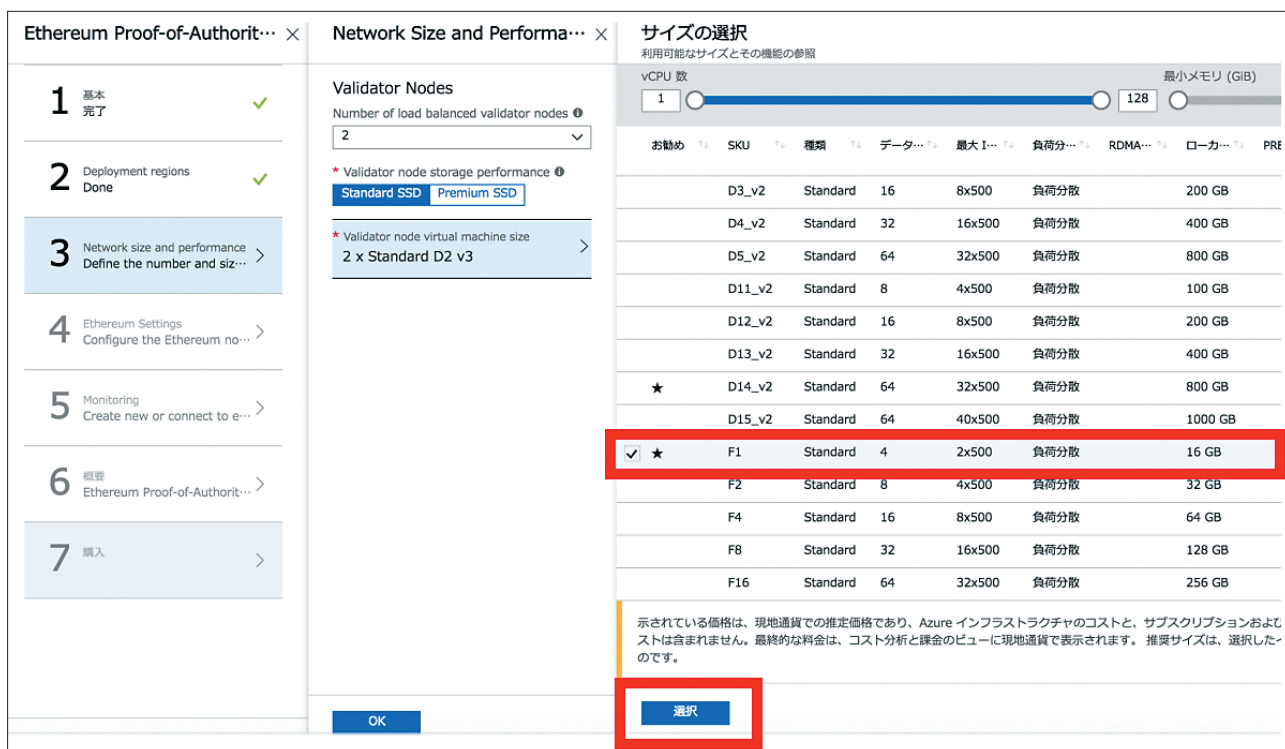 Ethereum Proof-of-Authorit…
1 基本
完了
2 Deployment regions
Done
3 Network size and performance
Define the number and siz…
4 Ethereum Settings
Configure the Ethereum no…
5 Monitoring
Create new or connect to e…
6 概要
Ethereum Proof-of-Authorit…
7 購入
Network Size and Performa…
Validator Nodes
Number of load balanced validator nodes
2
* Validator node storage performance
Standard SSD Premium SSD
* Validator node virtual machine size
2 x Standard D2 v3
OK
サイズの選択
利用可能なサイズとその機能の参照
vCPU 数 最小メモリ (GiB)
1 128
お勧め SKU 種類 データ… 最大 I… 負荷分… RDMA… ローカ… PRE
D3_v2 Standard 16 8x500 負荷分散 200 GB
D4_v2 Standard 32 16x500 負荷分散 400 GB
D5_v2 Standard 64 32x500 負荷分散 800 GB
D11_v2 Standard 8 4x500 負荷分散 100 GB
D12_v2 Standard 16 8x500 負荷分散 200 GB
D13_v2 Standard 32 16x500 負荷分散 400 GB
★ D14_v2 Standard 64 32x500 負荷分散 800 GB
D15_v2 Standard 64 40x500 負荷分散 1000 GB
★ F1 Standard 4 2x500 負荷分散 16 GB
F2 Standard 8 4x500 負荷分散 32 GB
F4 Standard 16 8x500 負荷分散 64 GB
F8 Standard 32 16x500 負荷分散 128 GB
F16 Standard 64 32x500 負荷分散 256 GB
示されている価格は、現地通貨での推定価格であり、Azure インフラストラクチャのコストと、サブスクリプションおよび
ストは含まれません。最終的な料金は、コスト分析と課金のビューに現地通貨で表示されます。 推奨サイズは、選択したイ
のです。
選択